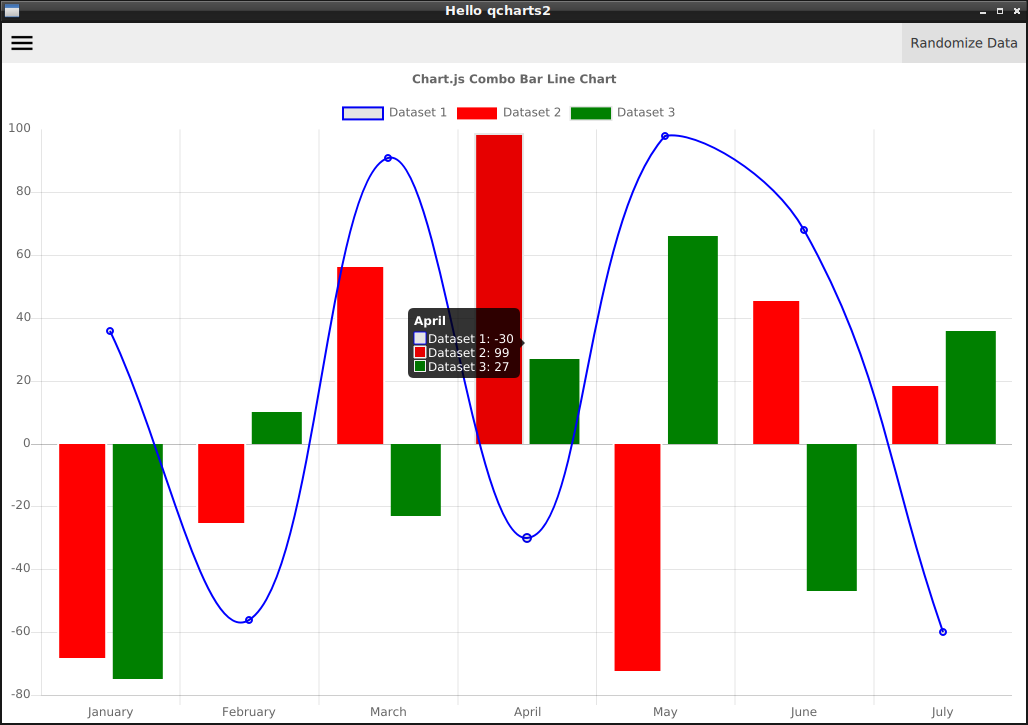 Hello qcharts2
Randomize Data
Chart.js Combo Bar Line Chart
Dataset 1 Dataset 2 Dataset 3
100
80
60
40
20
0
-20
-40
-60
-80
April
Dataset 1: -30
Dataset 2: 99
Dataset 3: 27
January February March April May June July